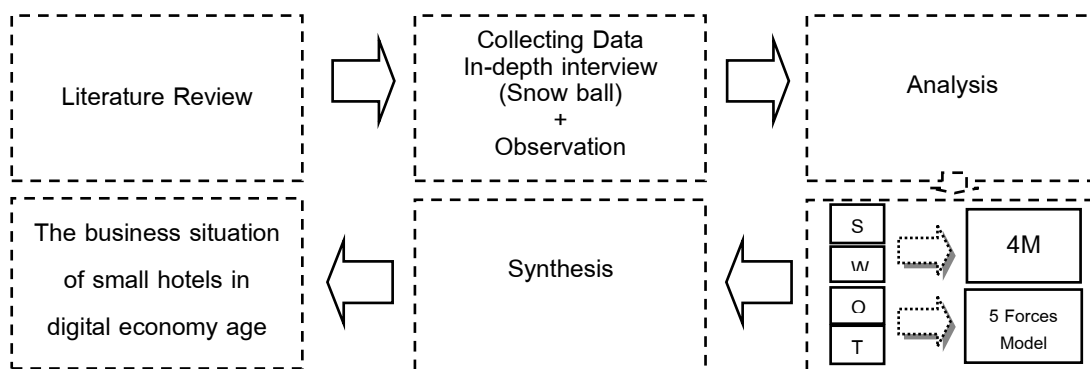 Literature Review
Collecting Data
In-depth interview
(Snow ball)
+
Observation
Analysis
S
W
O
T
4M
5 Forces
Model
Synthesis
The business situation
of small hotels in
digital economy age